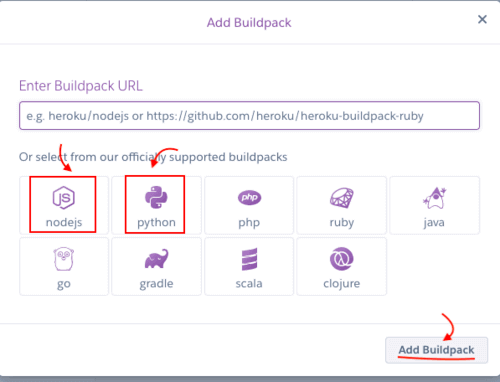 Add Buildpack
Enter Buildpack URL
e.g. heroku/nodejs or https://github.com/heroku/heroku-buildpack-ruby
Or select from our officially supported buildpacks
JS php
nodejs python php ruby java
go gradle scala clojure
Add Buildpack